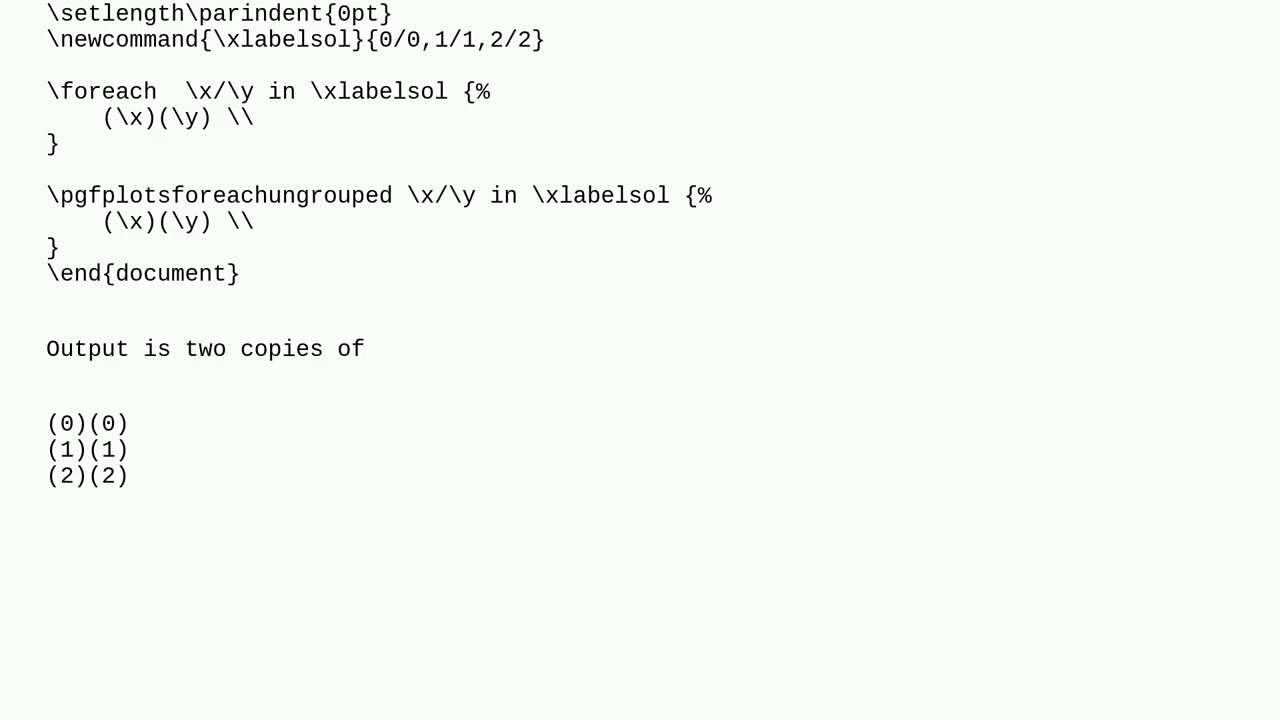 \setlength\parindent{0pt}
\newcommand{\xlabelsol}{0/0,1/1,2/2}
\foreach  \x/\y in \xlabelsol {%
    (\x)(\y) \\
}
\pgfplotsforeachungrouped \x/\y in \xlabelsol {%
    (\x)(\y) \\
}
\end{document}
Output is two copies of
(0)(0)
(1)(1)
(2)(2)